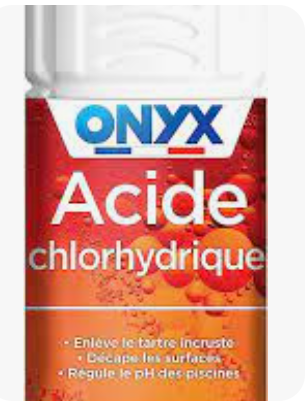 ONYX
Acide
chlorhydrique
• Enlève le tartre incrusté
• Décape les surfaces
• Régule le pH des piscines